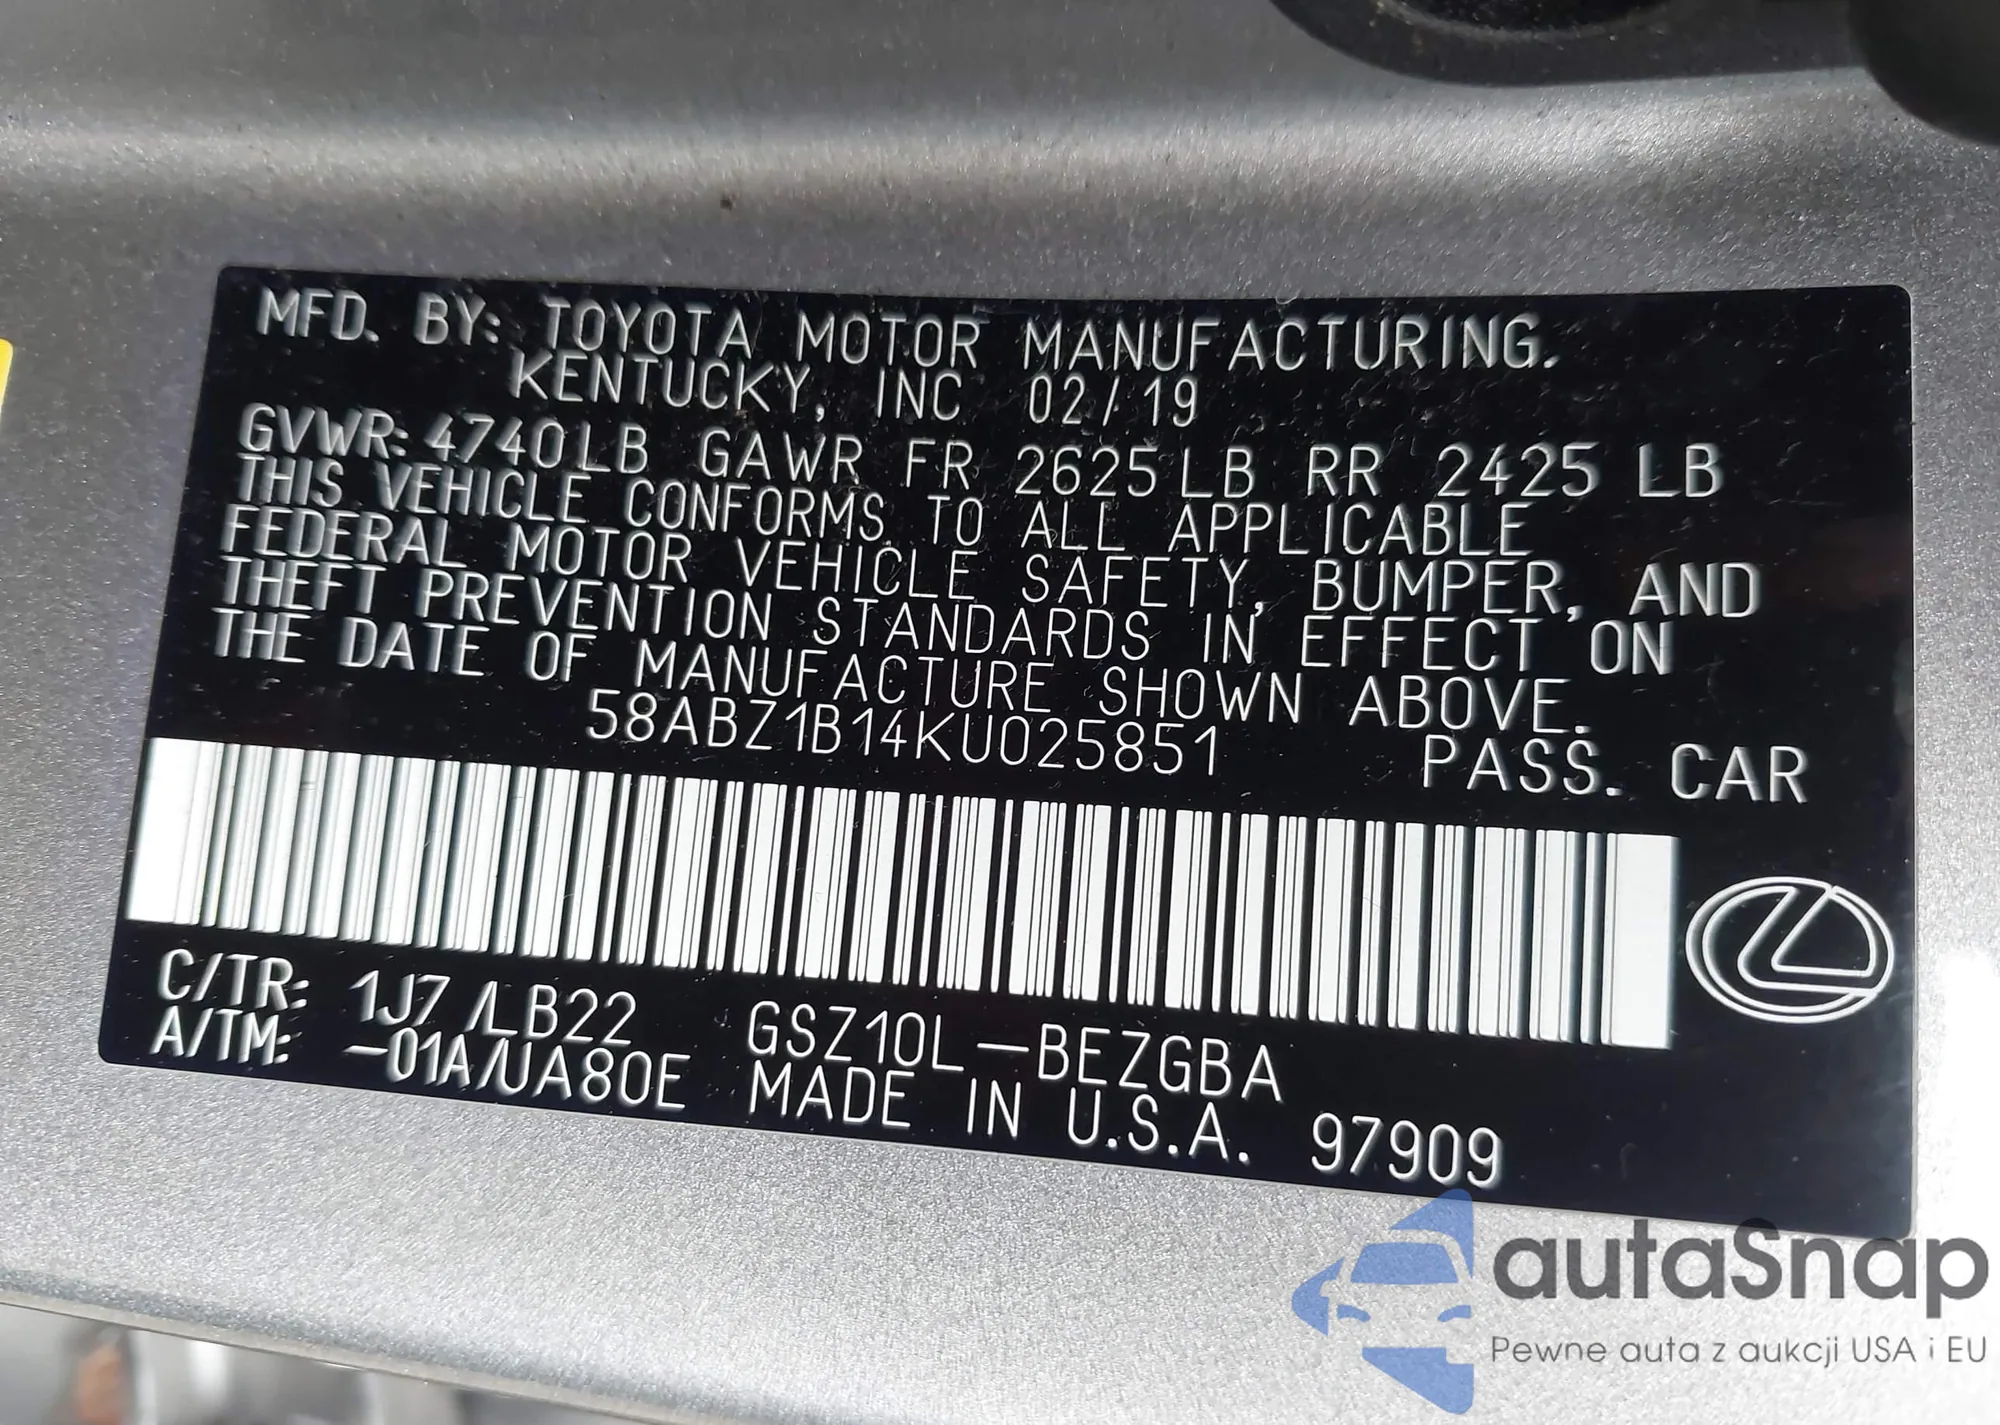 MFD. BY: TOYOTA MOTOR MANUFACTURING.
KENTUCKY, INC 02/19
GVWR: 4740LB GAWR FR 2625LB RR 2425 LB
THIS VEHICLE CONFORMS TO ALL APPLICABLE
FEDERAL MOTOR VEHICLE SAFETY, BUMPER, AND
THEFT PREVENTION STANDARDS IN EFFECT ON
THE DATE OF MANUFACTURE SHOWN ABOVE.
58ABZ1B14KU025851 PASS. CAR
C/TR: 1J7 /LB22 GSZ10L-BEZGBA
A/TM: -01A/UA80E MADE IN U.S.A. 97909
autaSnap
Pewne auta z aukcji USA i EU